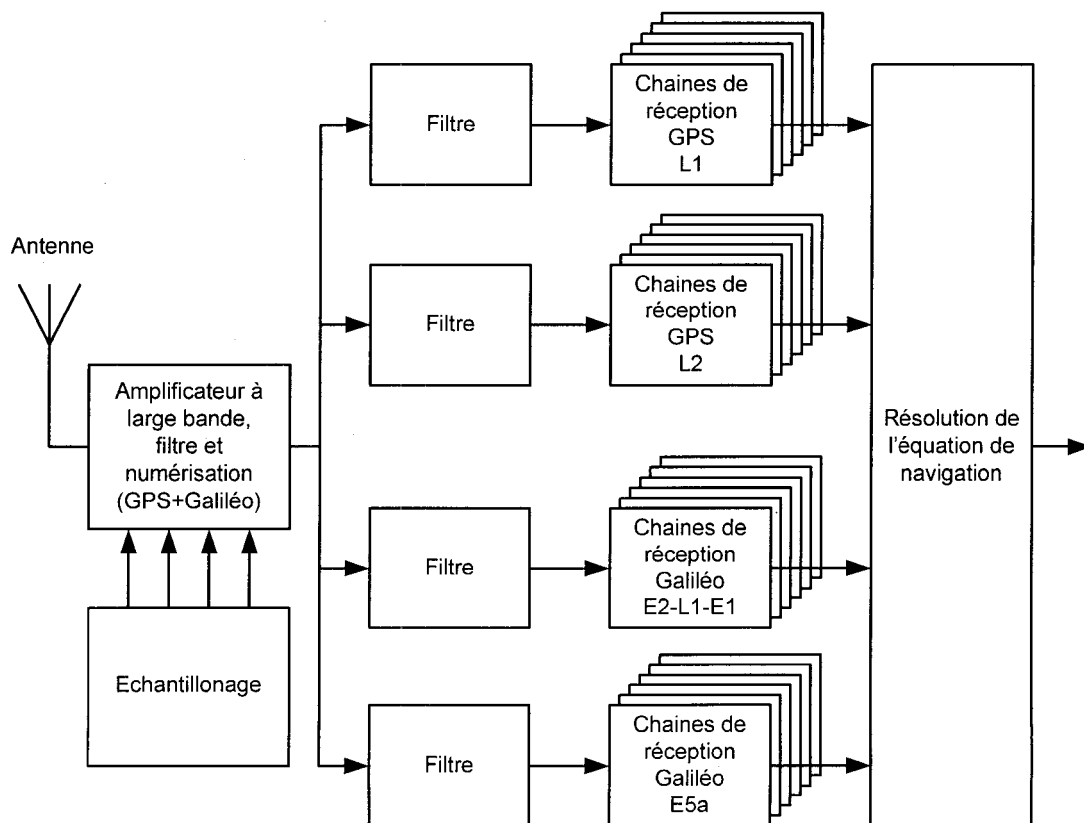 Antenne
Amplificateur à
large bande,
filtre et
numérisation
(GPS+Galiléo)
Echantillonage
Filtre
Chaines de
réception
GPS
L1
Filtre
Chaines de
réception
GPS
L2
Filtre
Chaines de
réception
Galiléo
E2-L1-E1
Filtre
Chaines de
réception
Galiléo
E5a
Résolution de
l'équation de
navigation